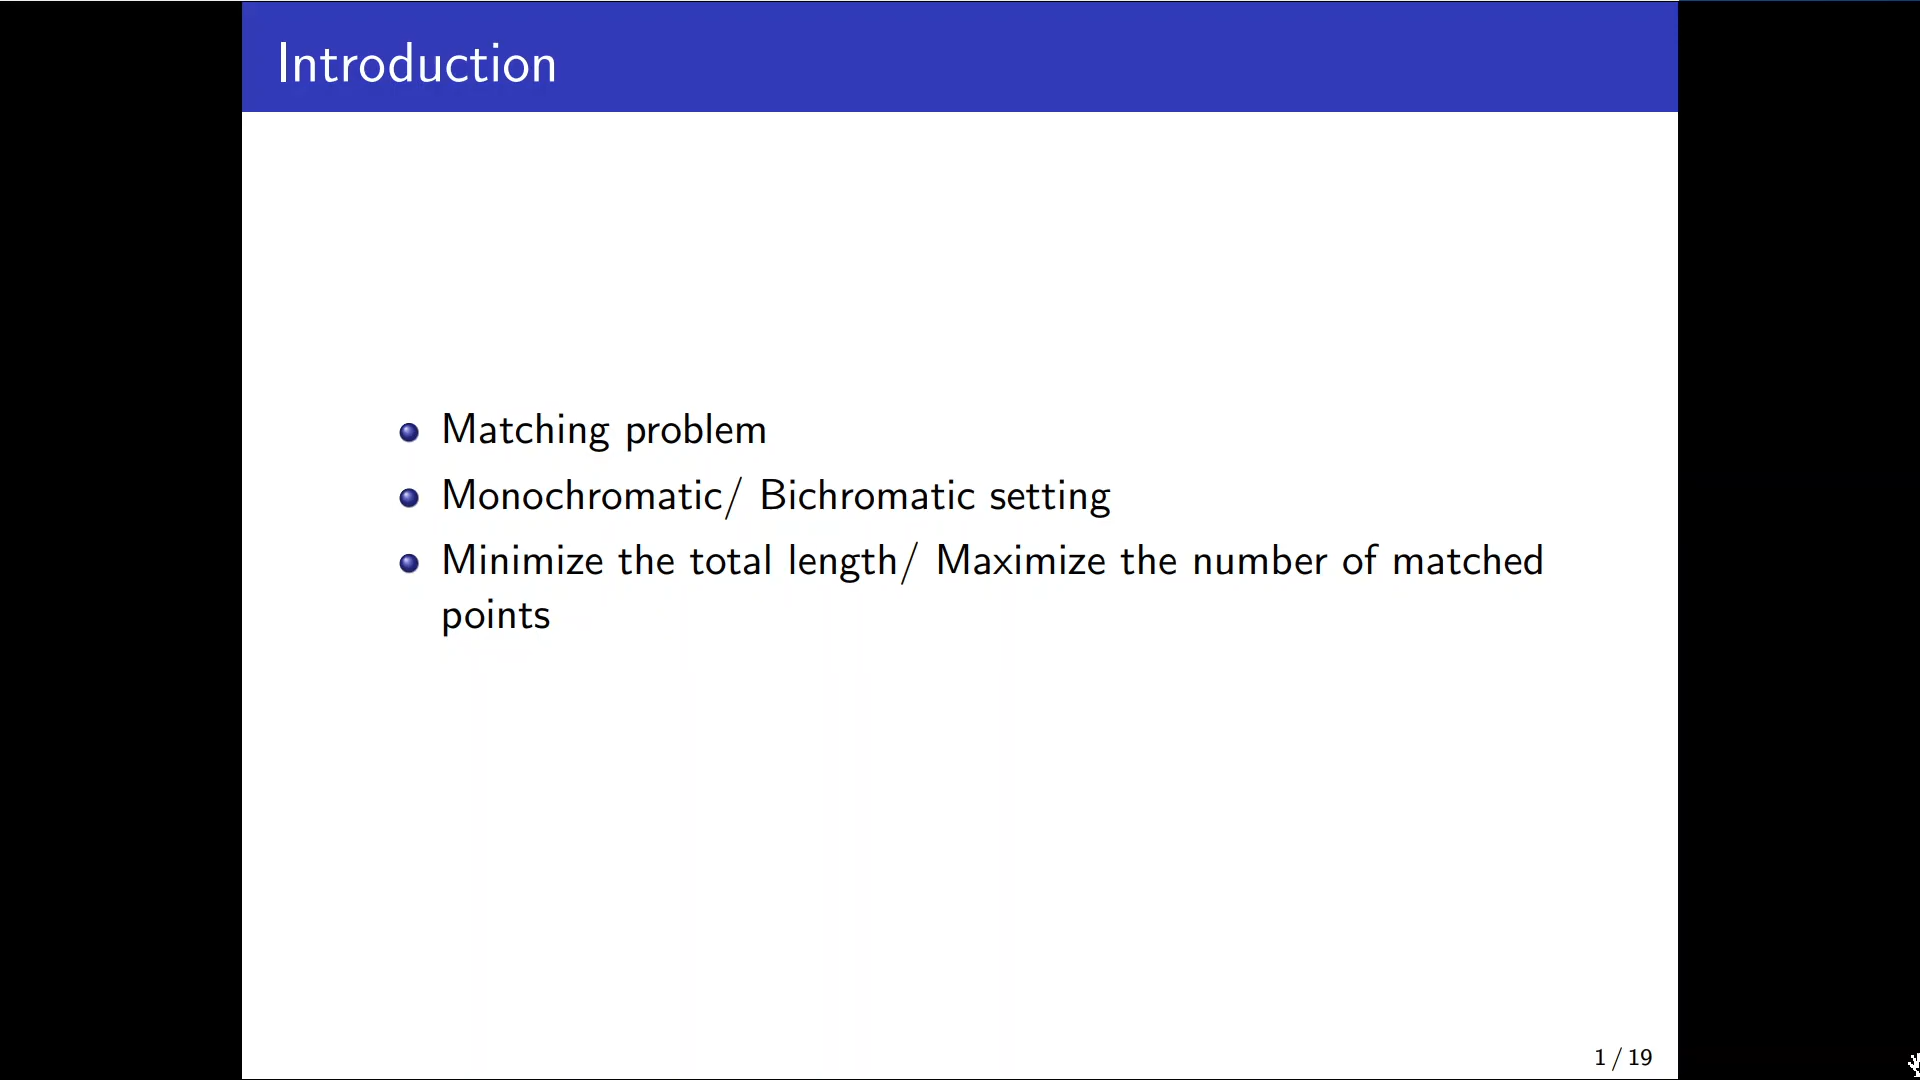 Introduction
Matching problem
Monochromatic/ Bichromatic setting
Minimize the total length/ Maximize the number of matched
points
1 / 19